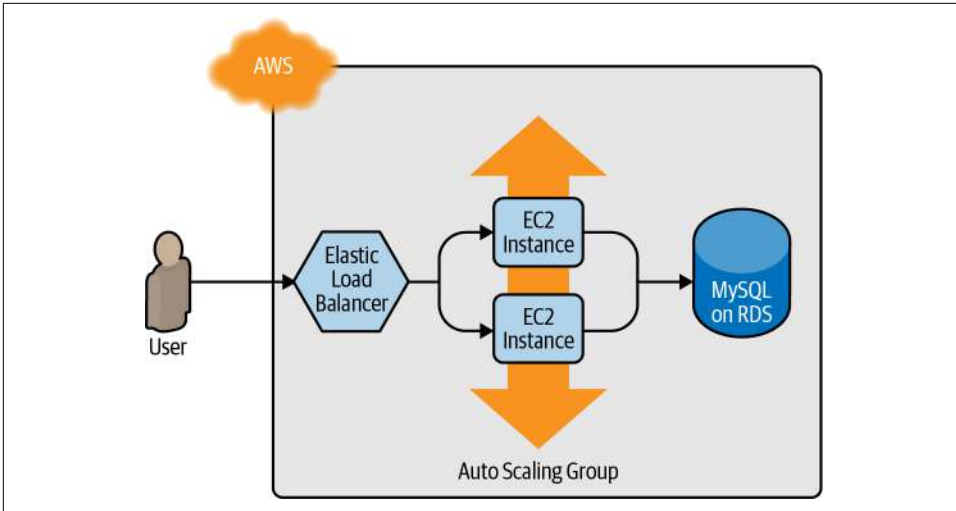 AWS
User
Elastic
Load
Balancer
EC2
Instance
EC2
Instance
MySQL
on RDS
Auto Scaling Group